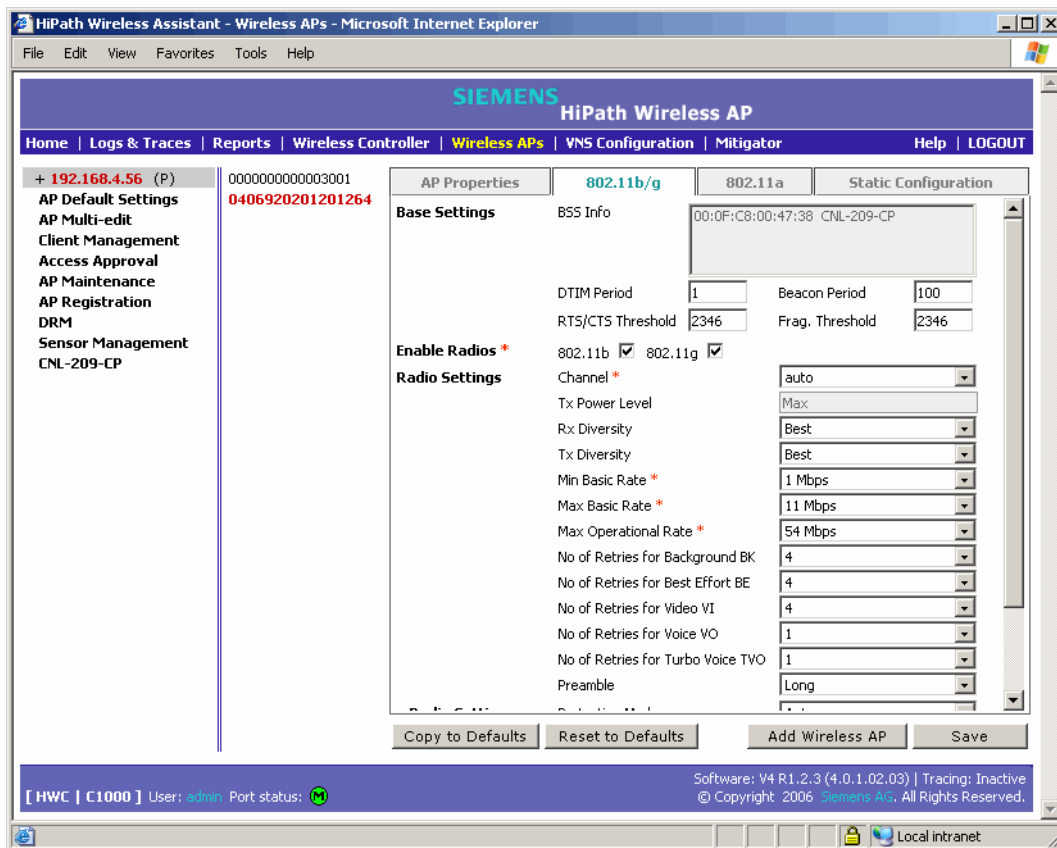 HiPath Wireless Assistant - Wireless APs - Microsoft Internet Explorer
File Edit View Favorites Tools Help
SIEMENS
HiPath Wireless AP
Home | Logs & Traces | Reports | Wireless Controller | Wireless APs | VNS Configuration | Mitigator Help | LOGOUT
+ 192.168.4.56 (P)
AP Default Settings
AP Multi-edit
Client Management
Access Approval
AP Maintenance
AP Registration
DRM
Sensor Management
CNL-209-CP
0000000000003001
0406920201201264
AP Properties 802.11b/g 802.11a Static Configuration
Base Settings BSS Info 00:0F:C8:00:47:38 CNL-209-CP
DTIM Period 1 Beacon Period 100
RTS/CTS Threshold 2346 Frag. Threshold 2346
Enable Radios * 802.11b 802.11g
Radio Settings Channel * auto
Tx Power Level Max
Rx Diversity Best
Tx Diversity Best
Min Basic Rate * 1 Mbps
Max Basic Rate * 11 Mbps
Max Operational Rate * 54 Mbps
No of Retries for Background BK 4
No of Retries for Best Effort BE 4
No of Retries for Video VI 4
No of Retries for Voice VO 1
No of Retries for Turbo Voice TVO 1
Preamble Long
Copy to Defaults Reset to Defaults Add Wireless AP Save
Software: V4 R1.2.3 (4.0.1.02.03) | Tracing: Inactive
[ HWC | C1000 ] User: admin Port status: M
© Copyright 2006 Siemens AG. All Rights Reserved.
Local intranet